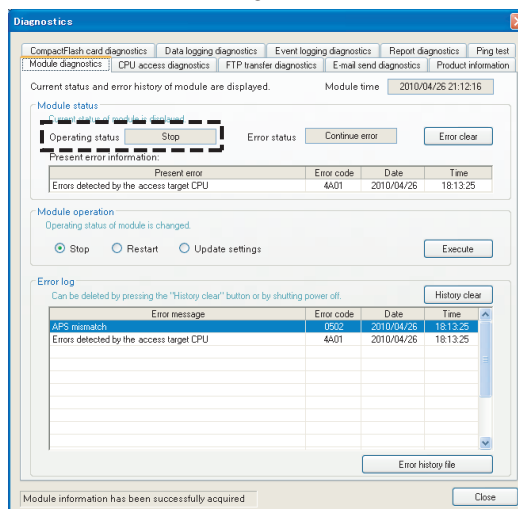 Diagnostics
CompactFlash card diagnostics Data logging diagnostics Event logging diagnostics Report diagnostics Ping test
Module diagnostics CPU access diagnostics FTP transfer diagnostics E-mail send diagnostics Product information
Current status and error history of module are displayed. Module time 2010/04/26 21:12:16
Module status
Current status of module is displayed.
Operating status Stop Error status Continue error Error clear
Present error information:
Present error Error code Date Time
Errors detected by the access target CPU 4A01 2010/04/26 18:13:25
Module operation
Operating status of module is changed.
Stop Restart Update settings Execute
Error log
Can be deleted by pressing the "History clear" button or by shutting power off. History clear
Error message Error code Date Time
APS mismatch 0502 2010/04/26 18:13:25
Errors detected by the access target CPU 4A01 2010/04/26 18:13:25
Error history file
Module information has been successfully acquired Close